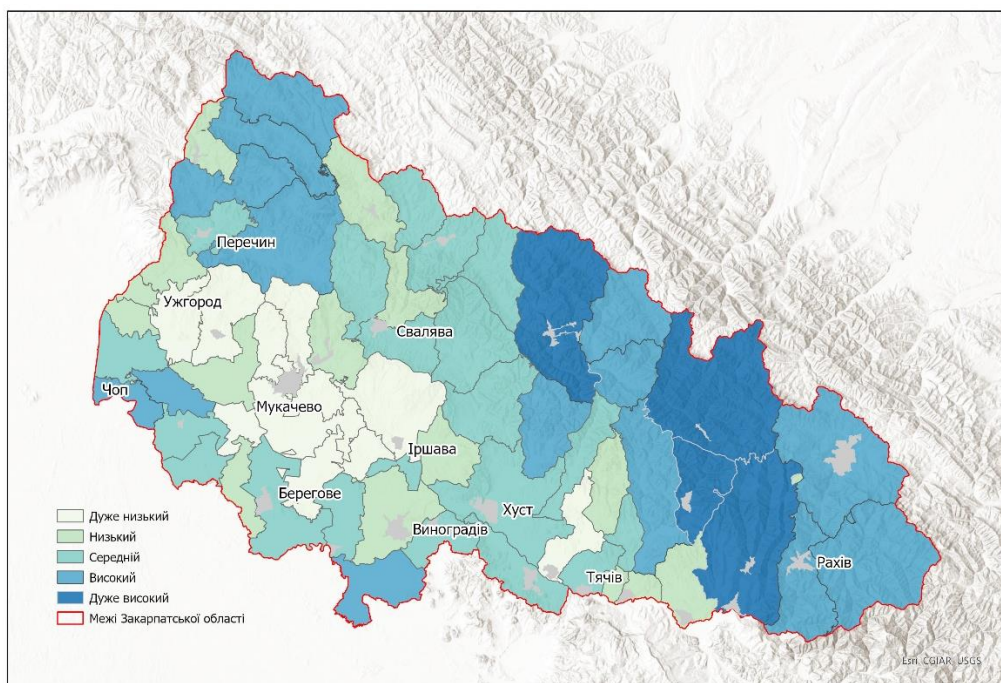 Перечин
Ужгород
Свалява
Чоп
Мукачево
Іршава
Берегове
Хуст
Виноградів
Тячів
Рахів
Дуже низький
Низький
Середній
Високий
Дуже високий
Межі Закарпатської області
Esri, CGIAR, USGS